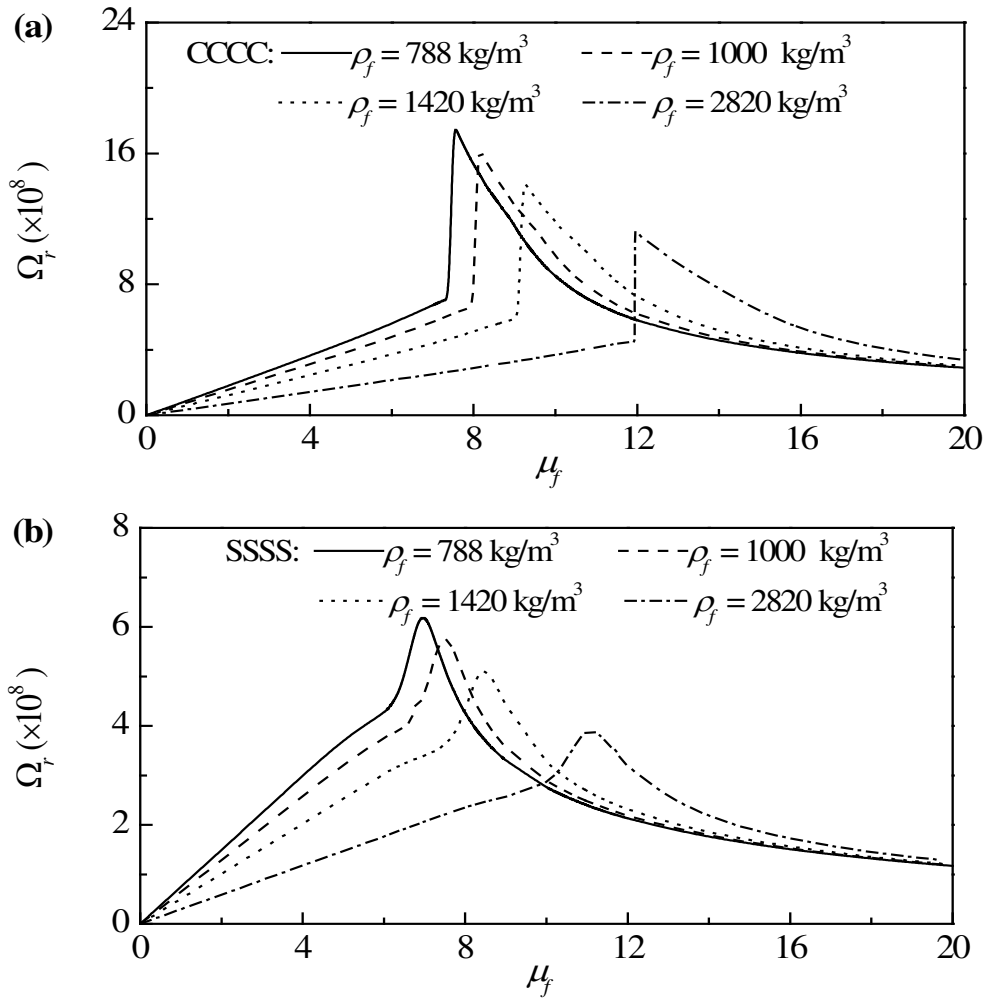 (a)
24
16
8
0
Ωr (×10⁸)
CCCC: ρf = 788 kg/m³ ρf = 1000 kg/m³
ρf = 1420 kg/m³ ρf = 2820 kg/m³
0 4 8 12 16 20
μf
(b)
8
6
4
2
0
Ωr (×10⁸)
SSSS: ρf = 788 kg/m³ ρf = 1000 kg/m³
ρf = 1420 kg/m³ ρf = 2820 kg/m³
0 4 8 12 16 20
μf